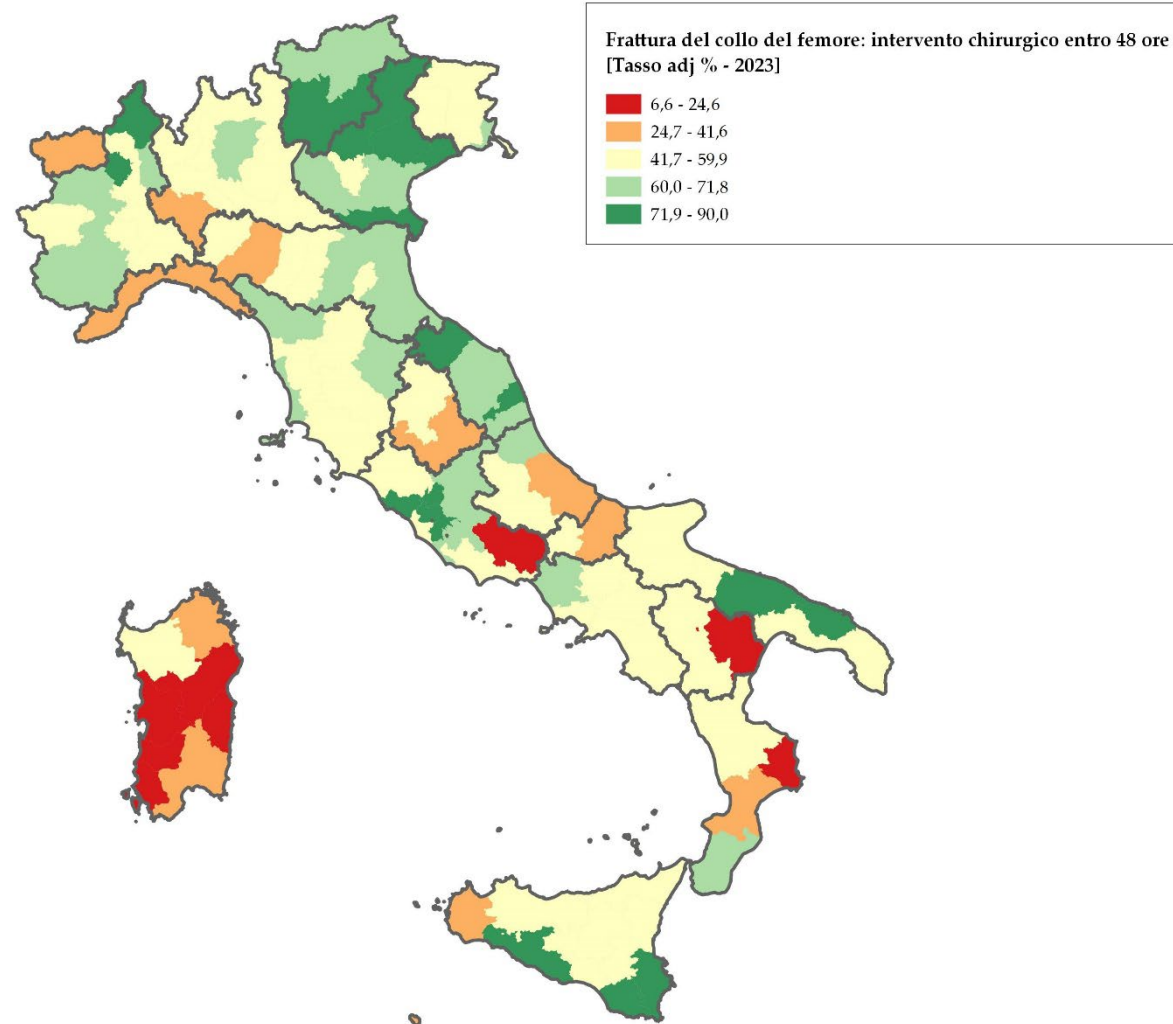 Frattura del collo del femore: intervento chirurgico entro 48 ore
[Tasso adj % - 2023]
6,6 - 24,6
24,7 - 41,6
41,7 - 59,9
60,0 - 71,8
71,9 - 90,0